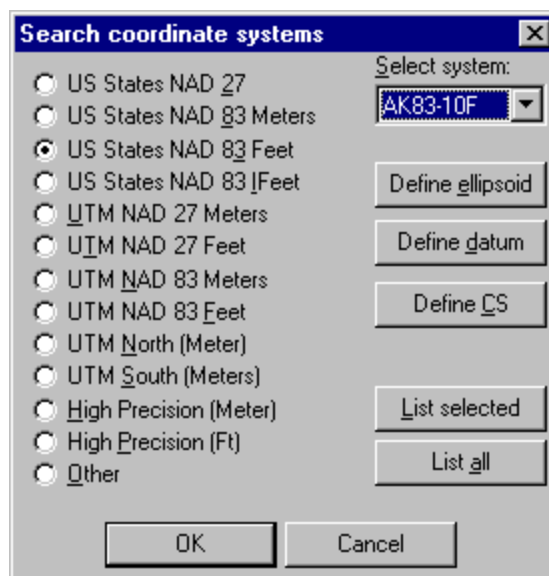 Search coordinate systems
US States NAD 27
US States NAD 83 Meters
US States NAD 83 Feet
US States NAD 83 IFeet
UTM NAD 27 Meters
UTM NAD 27 Feet
UTM NAD 83 Meters
UTM NAD 83 Feet
UTM North (Meter)
UTM South (Meters)
High Precision (Meter)
High Precision (Ft)
Other
Select system:
AK83-10F
Define ellipsoid
Define datum
Define CS
List selected
List all
OK
Cancel